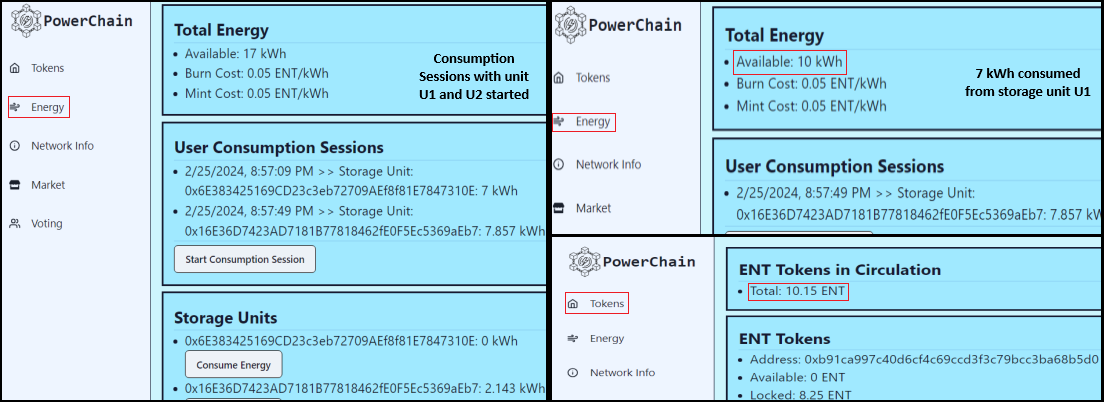 PowerChain
Tokens
Energy
Network Info
Market
Voting
Total Energy
Available: 17 kWh
Burn Cost: 0.05 ENT/kWh
Mint Cost: 0.05 ENT/kWh
Consumption
Sessions with unit
U1 and U2 started
User Consumption Sessions
2/25/2024, 8:57:09 PM >> Storage Unit:
0x6E383425169CD23c3eb72709AEf8f81E7847310E: 7 kWh
2/25/2024, 8:57:49 PM >> Storage Unit:
0x16E36D7423AD7181B77818462fE0F5Ec5369aEb7: 7.857 kWh
Start Consumption Session
Storage Units
0x6E383425169CD23c3eb72709AEf8f81E7847310E: 0 kWh
Consume Energy
0x16E36D7423AD7181B77818462fE0F5Ec5369aEb7: 2.143 kWh
PowerChain
Tokens
Energy
Network Info
Market
Total Energy
Available: 10 kWh
Burn Cost: 0.05 ENT/kWh
Mint Cost: 0.05 ENT/kWh
7 kWh consumed
from storage unit U1
User Consumption Sessions
2/25/2024, 8:57:49 PM >> Storage Unit:
0x16E36D7423AD7181B77818462fE0F5Ec5369aEb7: 7.857 kW
PowerChain
Tokens
Energy
Network Info
ENT Tokens in Circulation
Total: 10.15 ENT
ENT Tokens
Address: 0xb91ca997c40d6cf4c69ccd3f3c79bcc3ba68b5d0
Available: 0 ENT
Locked: 8.25 ENT